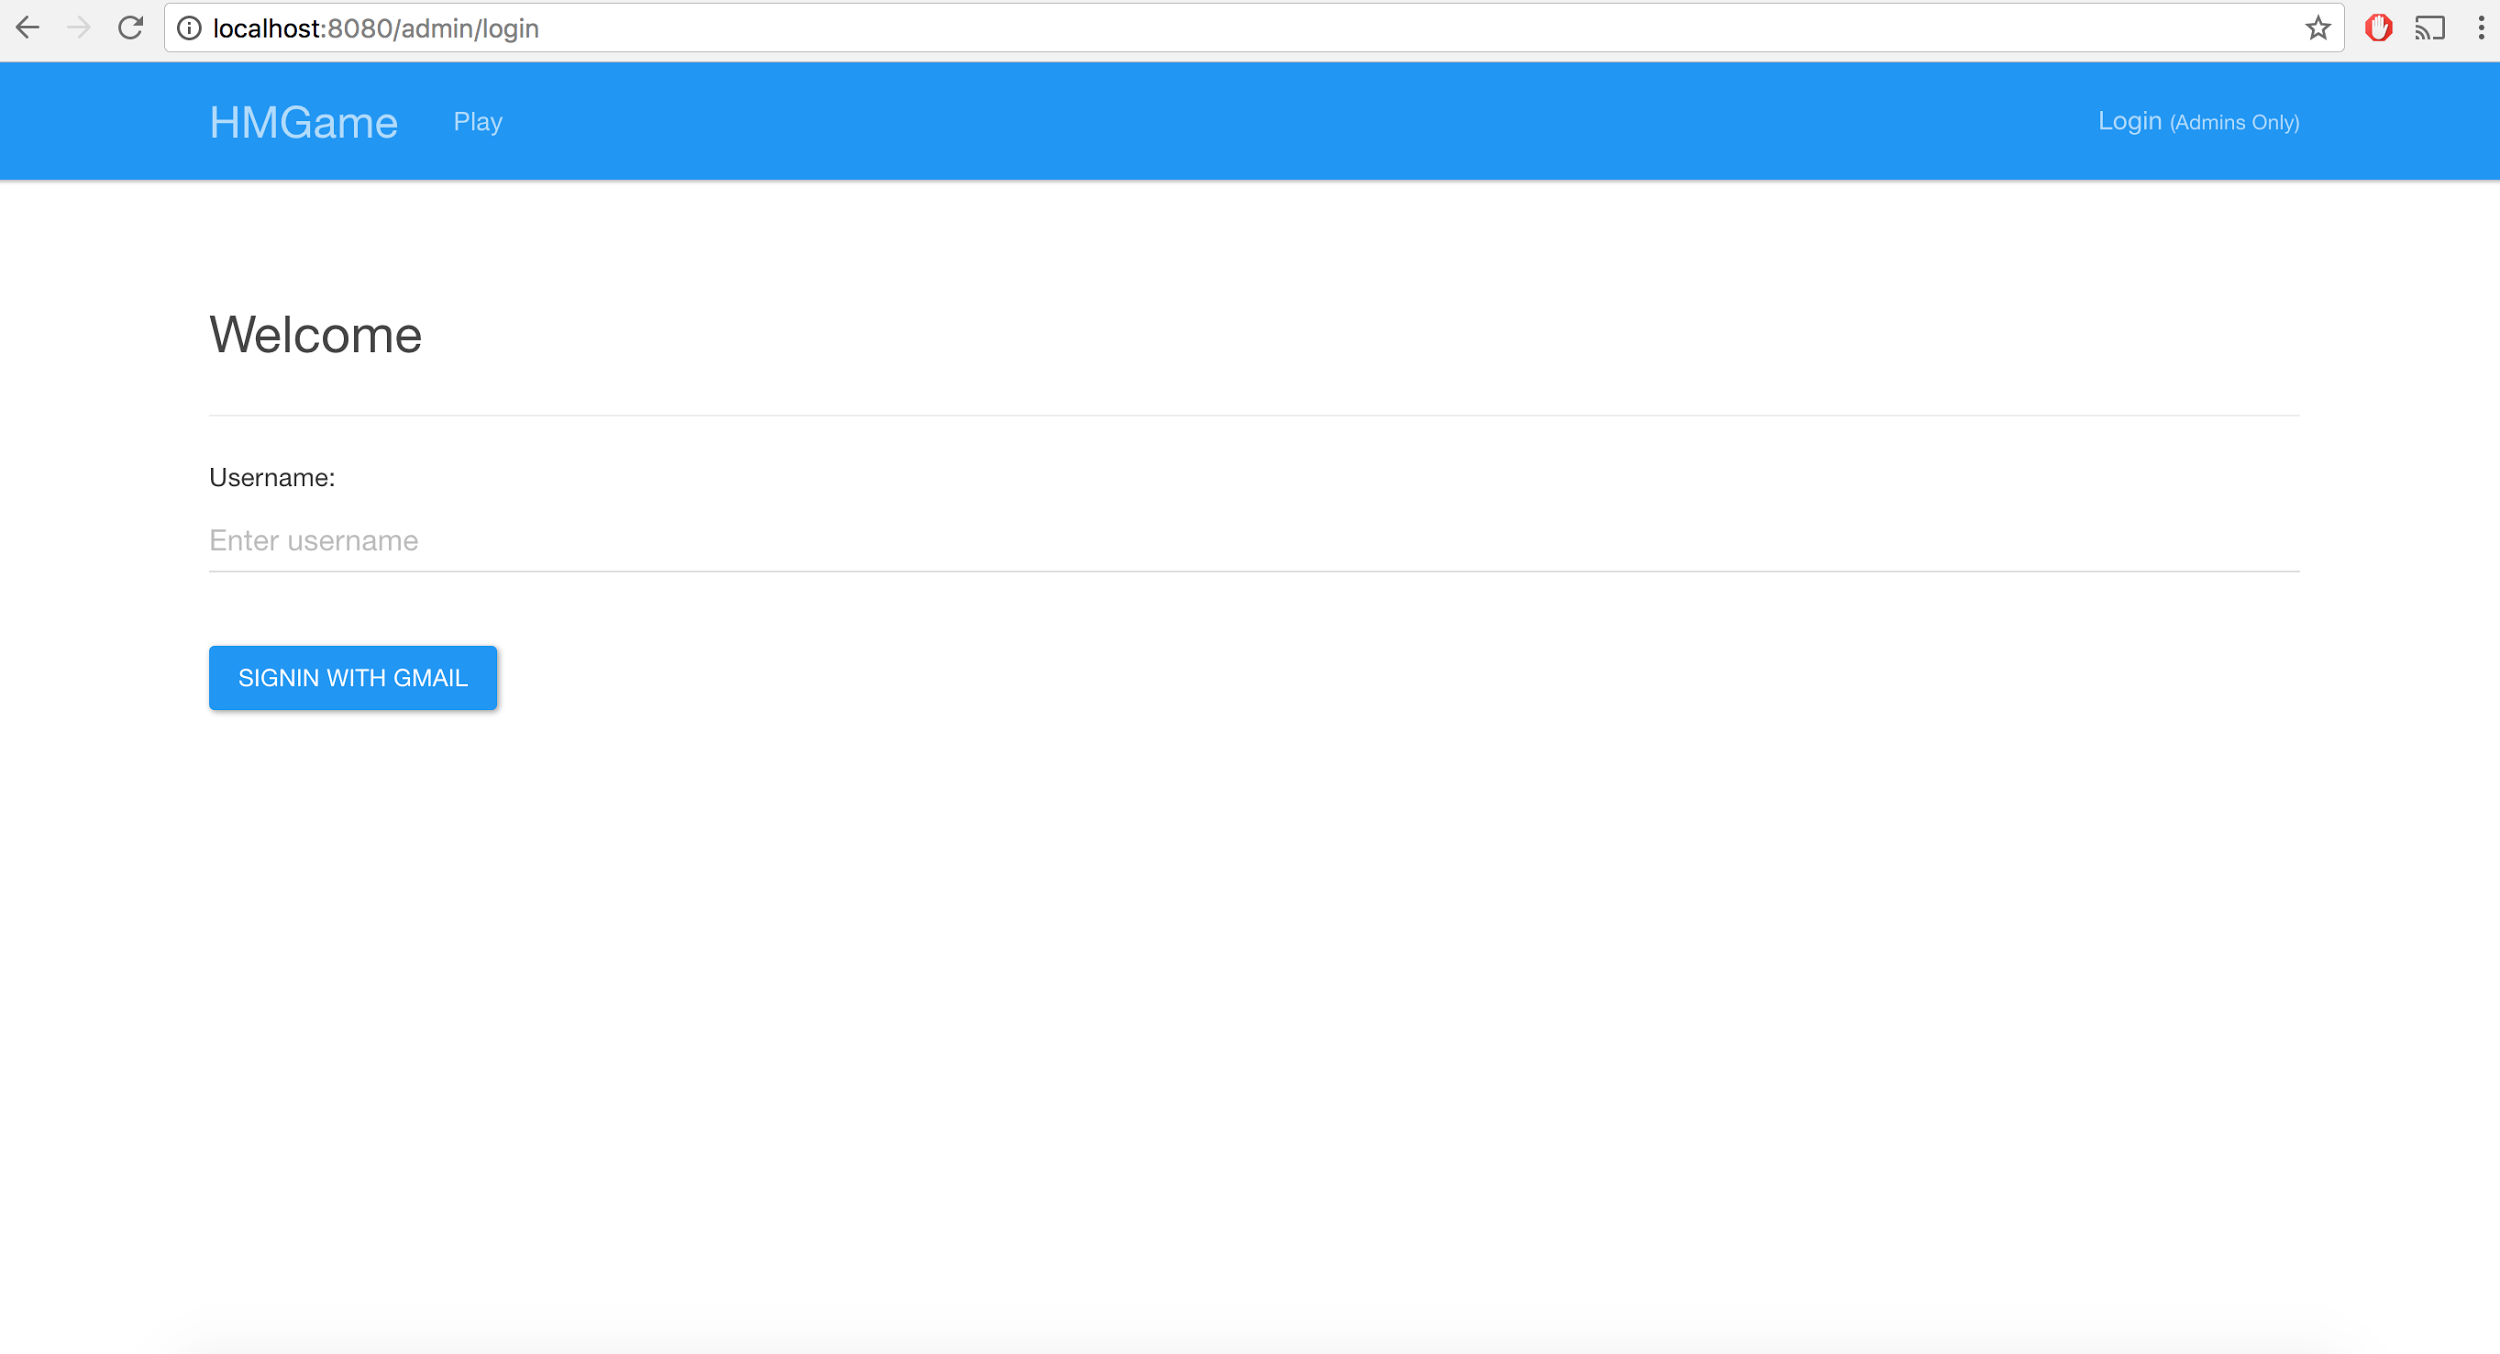 localhost:8080/admin/login
HMGame Play Login (Admins Only)
Welcome
Username:
Enter username
SIGNIN WITH GMAIL